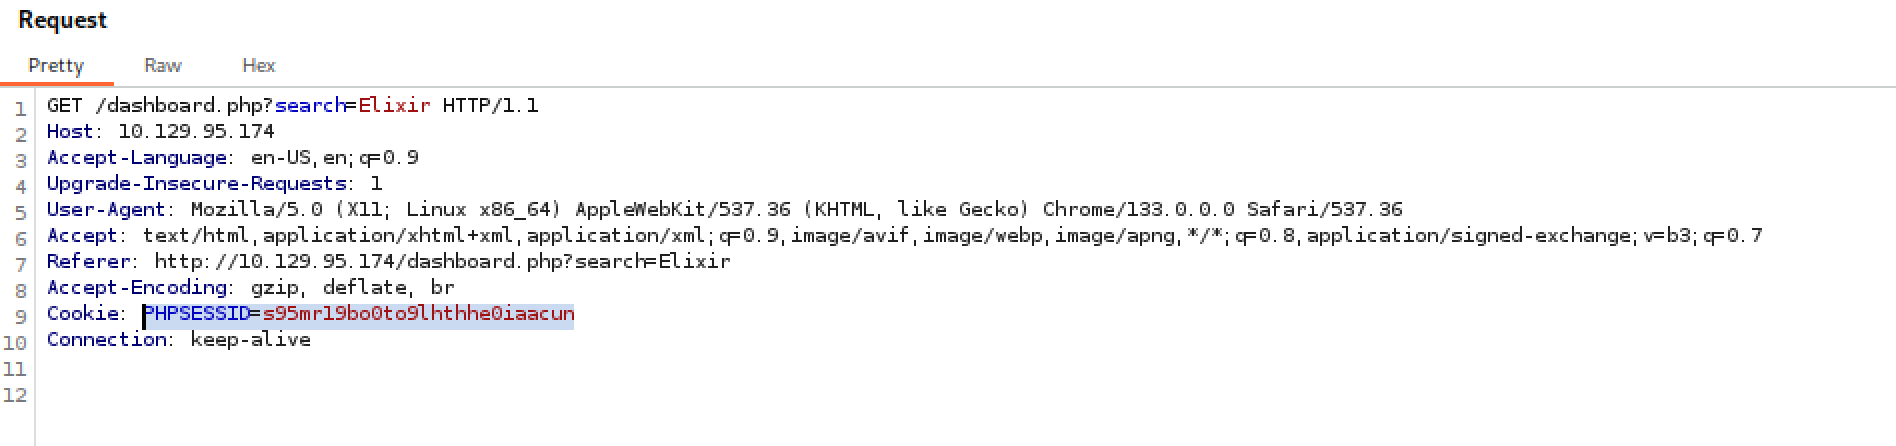 Request
Pretty Raw Hex
1 GET /dashboard.php?search=Elixir HTTP/1.1
2 Host: 10.129.95.174
3 Accept-Language: en-US,en;q=0.9
4 Upgrade-Insecure-Requests: 1
5 User-Agent: Mozilla/5.0 (X11; Linux x86_64) AppleWebKit/537.36 (KHTML, like Gecko) Chrome/133.0.0.0 Safari/537.36
6 Accept: text/html,application/xhtml+xml,application/xml;q=0.9,image/avif,image/webp,image/apng,*/*;q=0.8,application/signed-exchange;v=b3;q=0.7
7 Referer: http://10.129.95.174/dashboard.php?search=Elixir
8 Accept-Encoding: gzip, deflate, br
9 Cookie: PHPSESSID=s95mrl9bo0to9lhthhe0iaacun
10 Connection: keep-alive
11
12